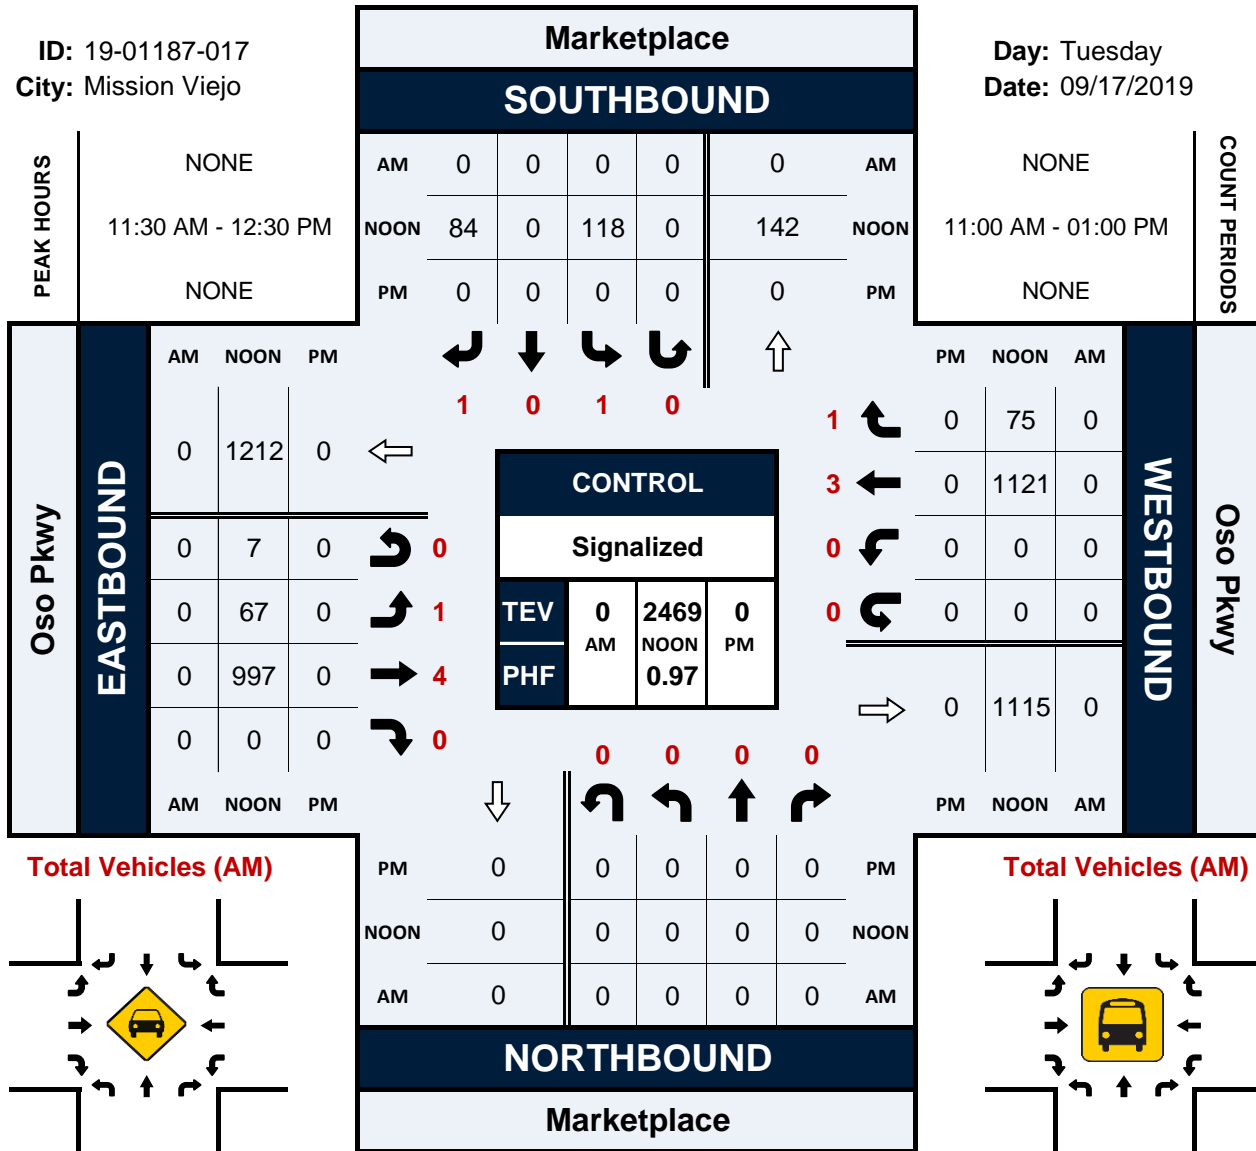 ID: 19-01187-017
City: Mission Viejo
Marketplace
SOUTHBOUND
Day: Tuesday
Date: 09/17/2019
PEAK HOURS
NONE
11:30 AM - 12:30 PM
NONE
AM 0 0 0 0 0 AM
NOON 84 0 118 0 142 NOON
PM 0 0 0 0 0 PM
NONE
11:00 AM - 01:00 PM
NONE
COUNT PERIODS
1 0 1 0
Oso Pkwy
EASTBOUND
AM NOON PM
0 1212 0
0 7 0 0
0 67 0 1
0 997 0 4
0 0 0 0
AM NOON PM
CONTROL
Signalized
TEV 0 2469 0
AM NOON PM
PHF 0.97
PM NOON AM
1 0 75 0
3 0 1121 0
0 0 0 0
0 0 0 0
0 1115 0
PM NOON AM
WESTBOUND
Oso Pkwy
0 0 0 0
PM 0 0 0 0 0 PM
NOON 0 0 0 0 0 NOON
AM 0 0 0 0 0 AM
NORTHBOUND
Marketplace
Total Vehicles (AM)
Total Vehicles (AM)